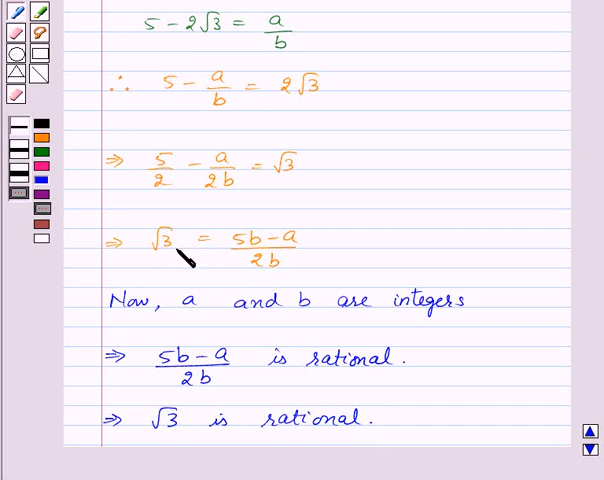 5 - 2√3 = a/b
∴ 5 - a/b = 2√3
⇒ 5/2 - a/2b = √3
⇒ √3 = 5b-a/2b
Now, a and b are integers
⇒ 5b-a/2b is rational.
⇒ √3 is rational.